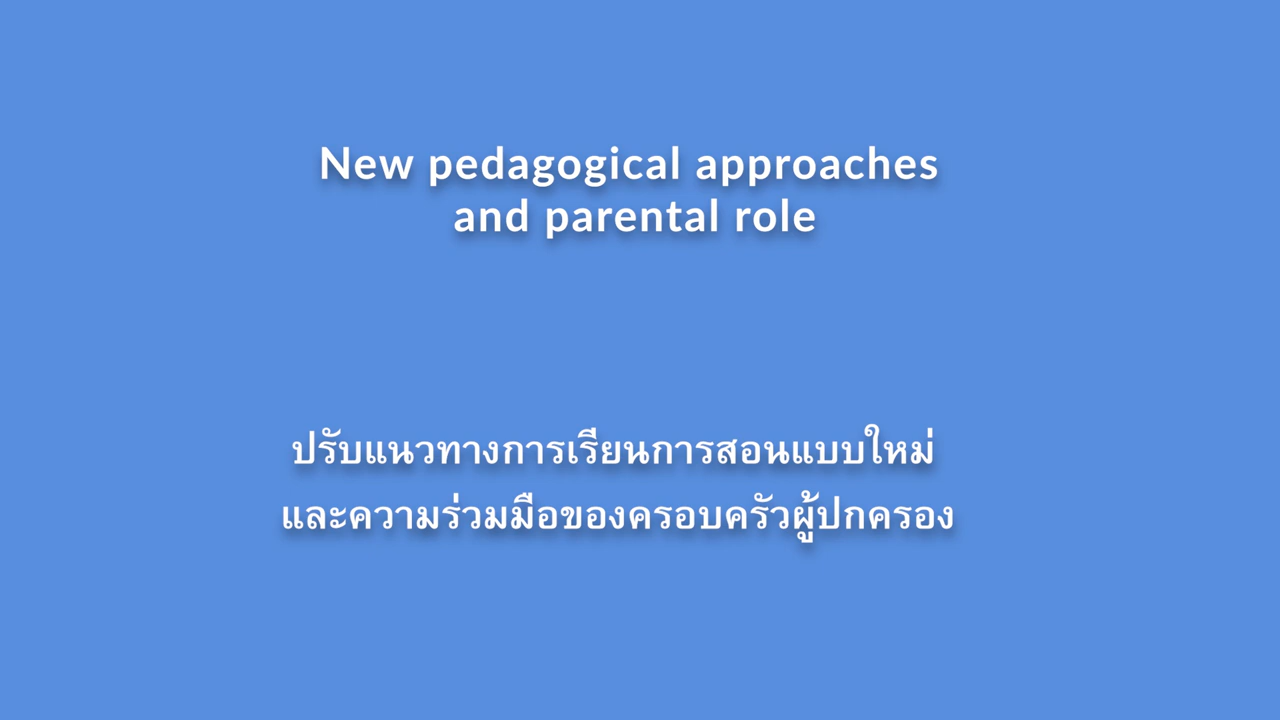 New pedagogical approaches
and parental role
ปรับแนวทางการเรียนการสอนแบบใหม่
และความร่วมมือของครอบครัวผู้ปกครอง